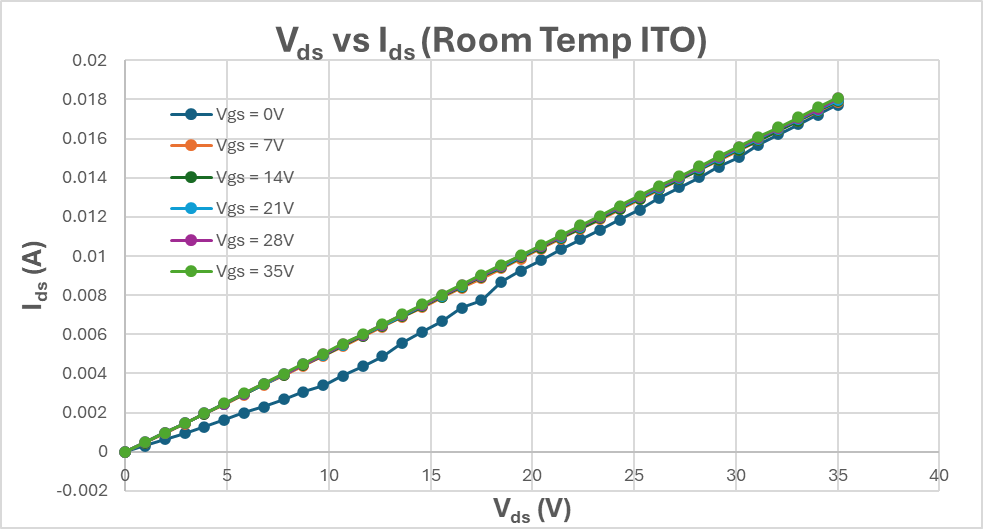 Vds vs Ids (Room Temp ITO)
0.02
0.018
0.016
0.014
0.012
0.01
0.008
0.006
0.004
0.002
0
-0.002
Ids (A)
Vgs = 0V
Vgs = 7V
Vgs = 14V
Vgs = 21V
Vgs = 28V
Vgs = 35V
0 5 10 15 20 25 30 35 40
Vds (V)